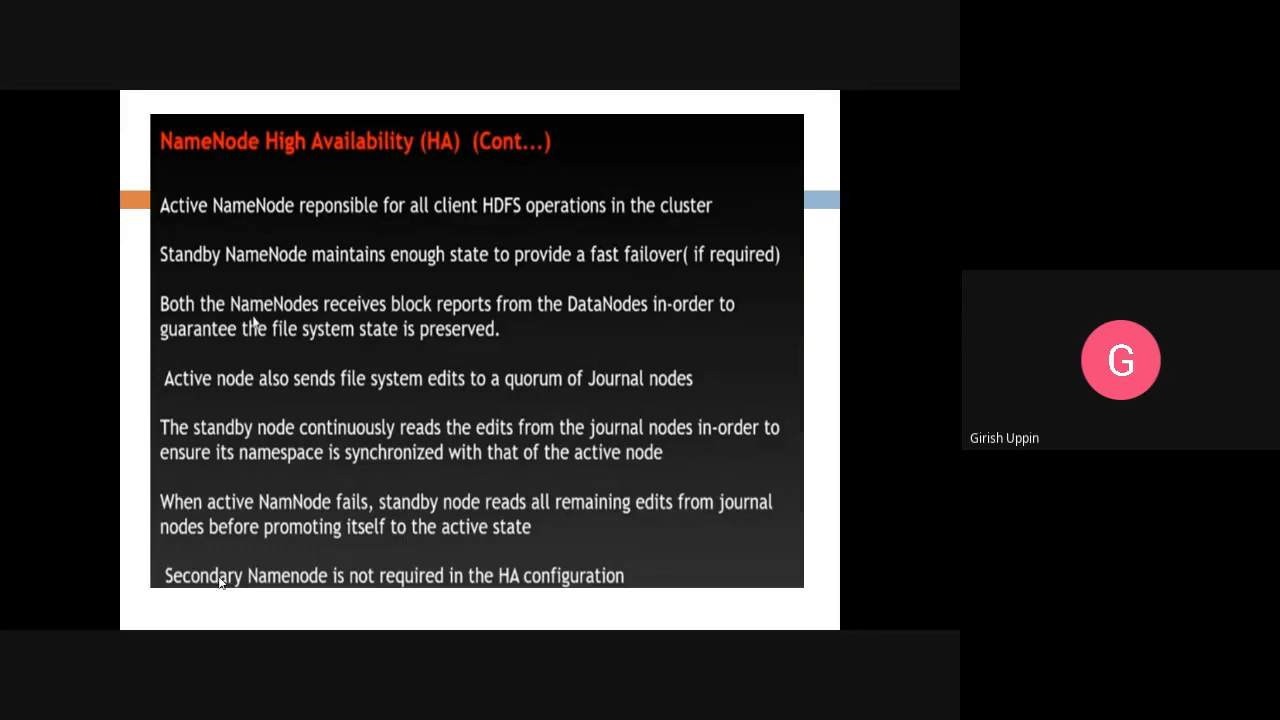 NameNode High Availability (HA) (Cont...)
Active NameNode reponsible for all client HDFS operations in the cluster
Standby NameNode maintains enough state to provide a fast failover( if required)
Both the NameNodes receives block reports from the DataNodes in-order to
guarantee the file system state is preserved.
Active node also sends file system edits to a quorum of Journal nodes
The standby node continuously reads the edits from the journal nodes in-order to
ensure its namespace is synchronized with that of the active node
When active NamNode fails, standby node reads all remaining edits from journal
nodes before promoting itself to the active state
Secondary Namenode is not required in the HA configuration
G
Girish Uppin